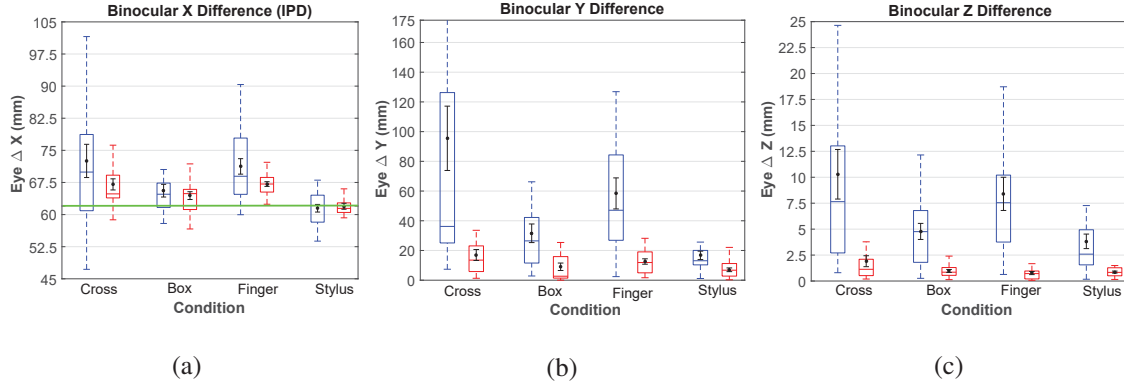 Binocular X Difference (IPD)
Eye △ X (mm)
105
97.5
90
82.5
75
67.5
60
52.5
45
Cross Box Finger Stylus
Condition
(a)
Binocular Y Difference
Eye △ Y (mm)
175
160
140
120
100
80
60
40
20
0
Cross Box Finger Stylus
Condition
(b)
Binocular Z Difference
Eye △ Z (mm)
25
22.5
20
17.5
15
12.5
10
7.5
5
2.5
0
Cross Box Finger Stylus
Condition
(c)